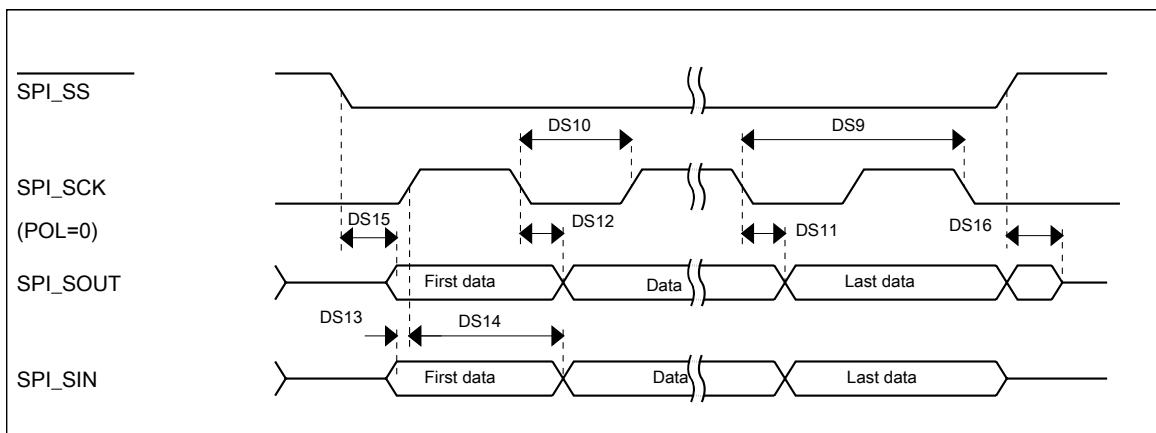 SPI_SS
DS10
DS9
SPI_SCK
DS15
DS12
DS11
DS16
(POL=0)
SPI_SOUT
First data
Data
Last data
DS13
DS14
SPI_SIN
First data
Data
Last data